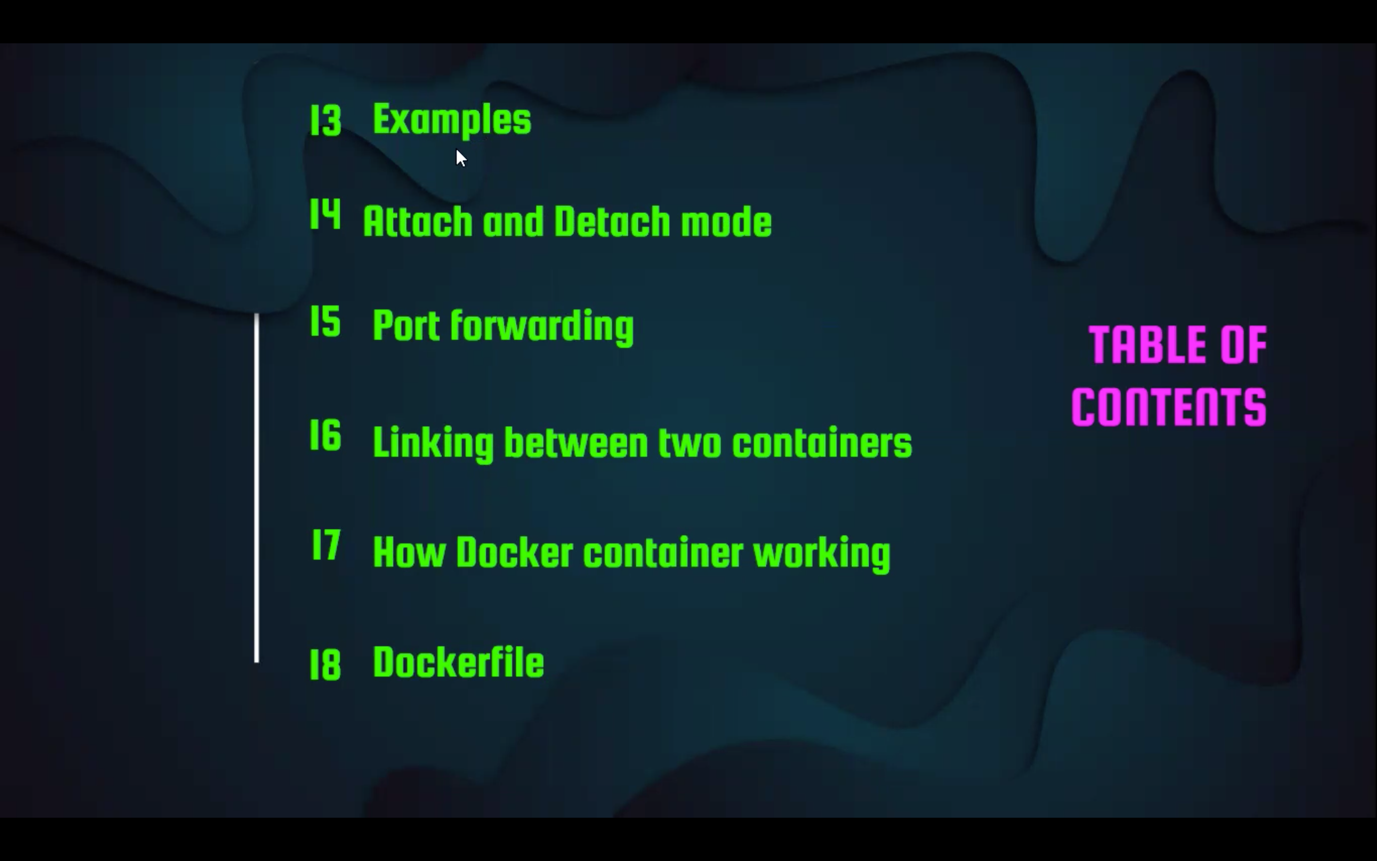 13 Examples
14 Attach and Detach mode
15 Port forwarding
16 Linking between two containers
17 How Docker container working
18 Dockerfile
TABLE OF
CONTENTS